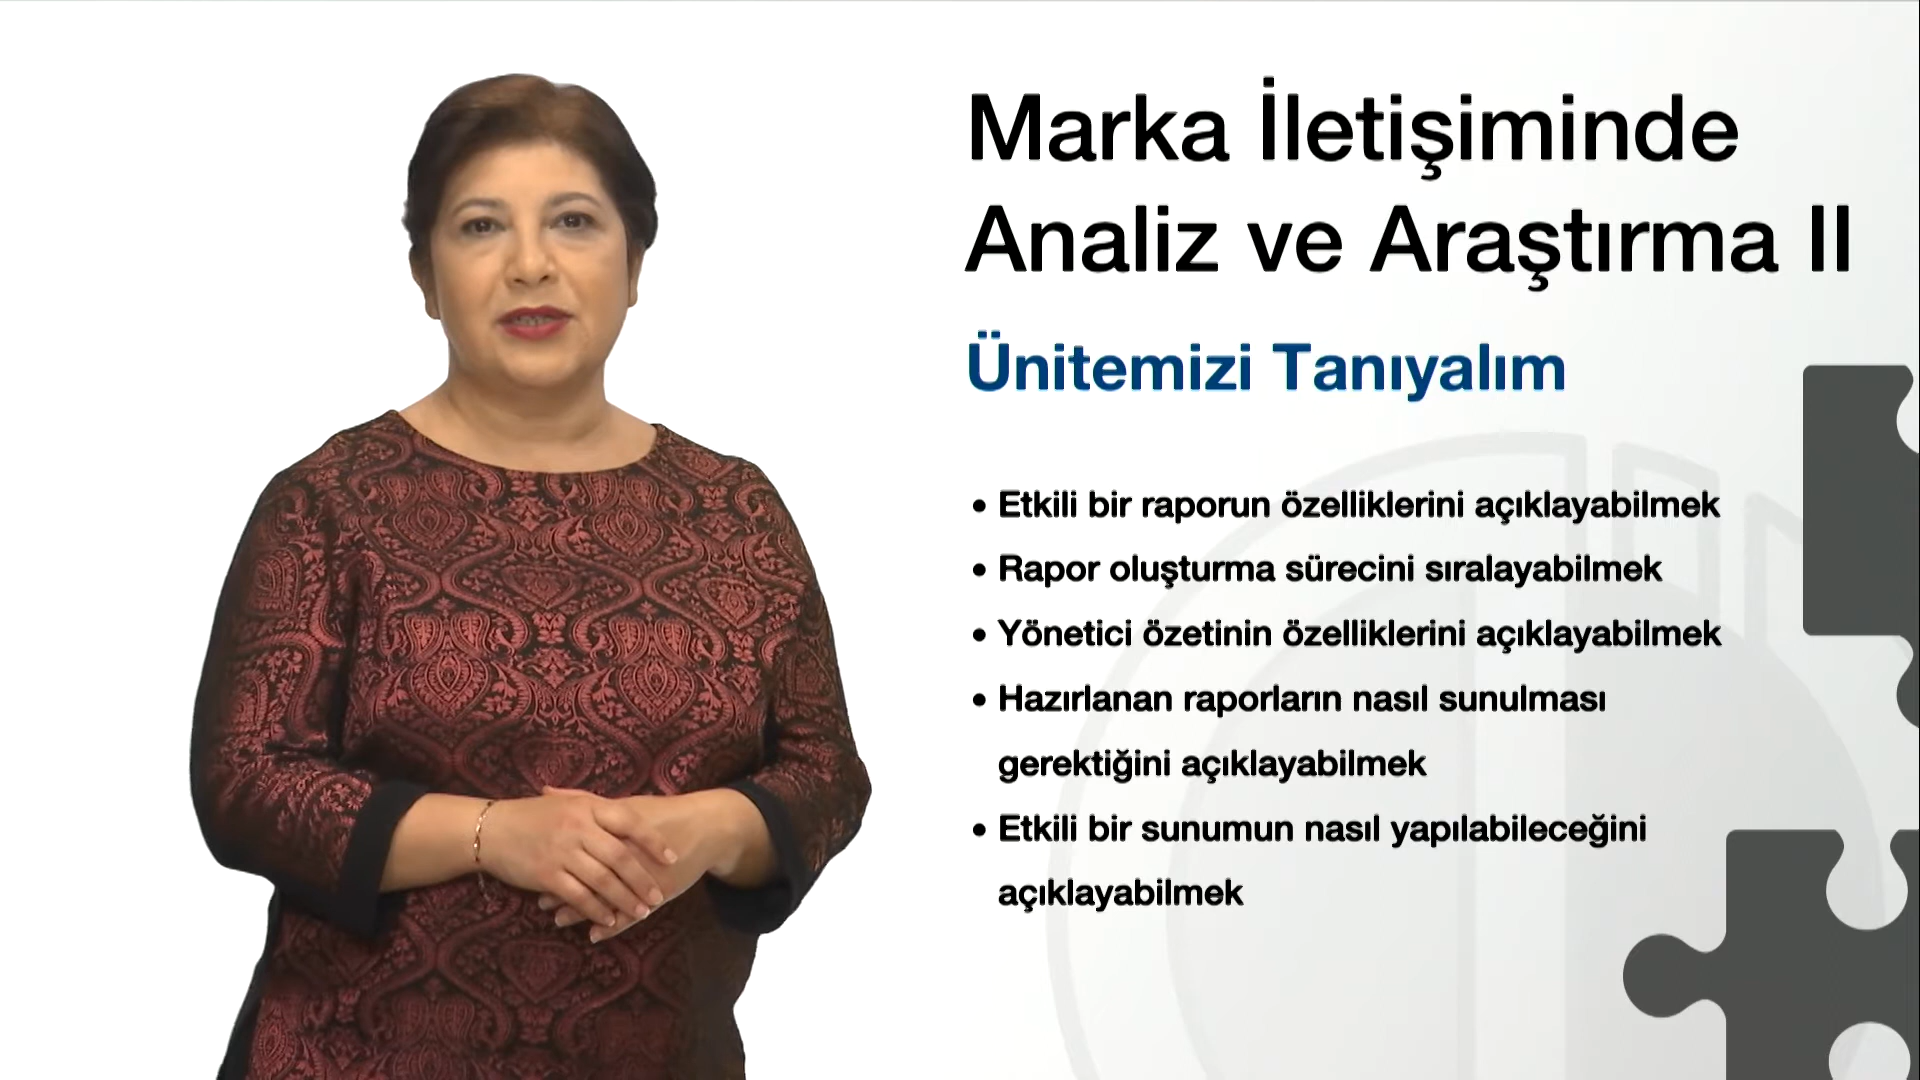 Marka İletişiminde
Analiz ve Araştırma II
Ünitemizi Tanıyalım
• Etkili bir raporun özelliklerini açıklayabilmek
• Rapor oluşturma sürecini sıralayabilmek
• Yönetici özetinin özelliklerini açıklayabilmek
• Hazırlanan raporların nasıl sunulması
gerektiğini açıklayabilmek
• Etkili bir sunumun nasıl yapılabileceğini
açıklayabilmek